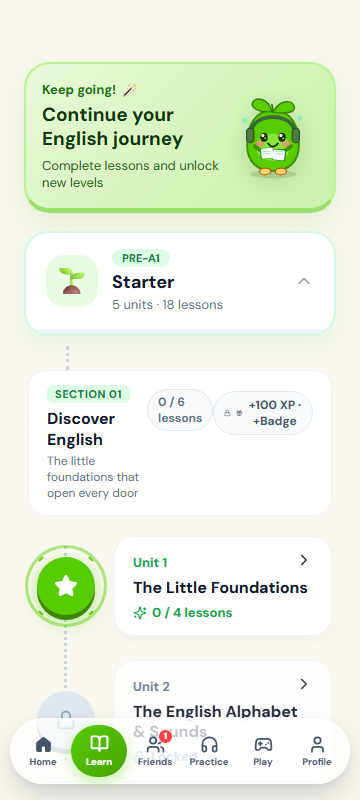 Keep going!
Continue your
English journey
Complete lessons and unlock
new levels
PRE-A1
Starter
5 units · 18 lessons
SECTION 01
Discover
English
The little
foundations that
open every door
0 / 6
lessons
+100 XP ·
+Badge
Unit 1
The Little Foundations
0 / 4 lessons
Unit 2
The English Alphabet
& Sounds
Locked
1
Home
Learn
Friends
Practice
Play
Profile